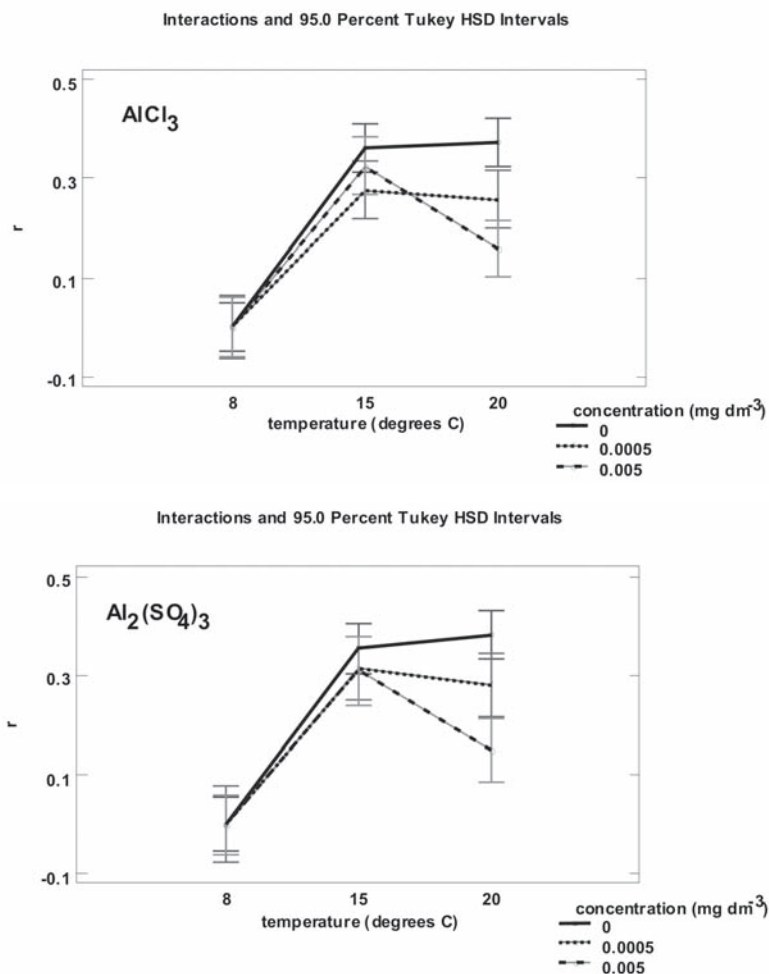 Interactions and 95.0 Percent Tukey HSD Intervals
AlCl3
0.5
0.3
0.1
-0.1
r
8 15 20
temperature (degrees C)
concentration (mg dm-3)
0
0.0005
0.005
Interactions and 95.0 Percent Tukey HSD Intervals
Al2(SO4)3
0.5
0.3
0.1
-0.1
r
8 15 20
temperature (degrees C)
concentration (mg dm-3)
0
0.0005
0.005